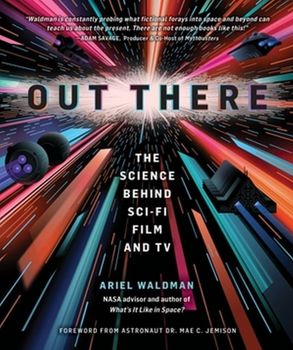 "Waldman is constantly probing what fictional forays into space and beyond can
teach us about the present. There are not enough books like this!"
—ADAM SAVAGE, Producer & Co-Host of Mythbusters
OUT THERE
THE
SCIENCE
BEHIND
SCI-FI
FILM
AND TV
ARIEL WALDMAN
NASA advisor and author of
What's It Like in Space?
FOREWORD FROM ASTRONAUT DR. MAE C. JEMISON